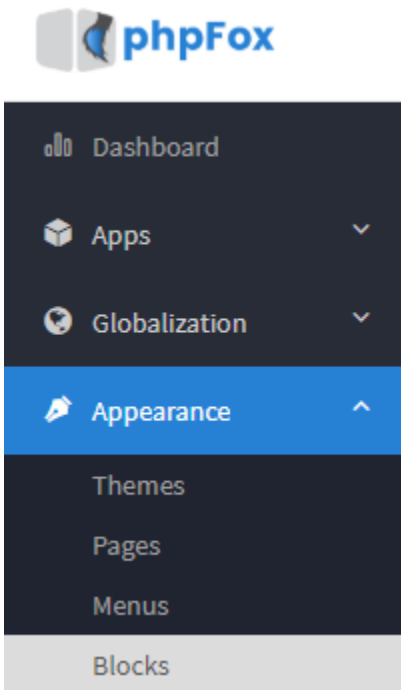 phpFox
Dashboard
Apps
Globalization
Appearance
Themes
Pages
Menus
Blocks